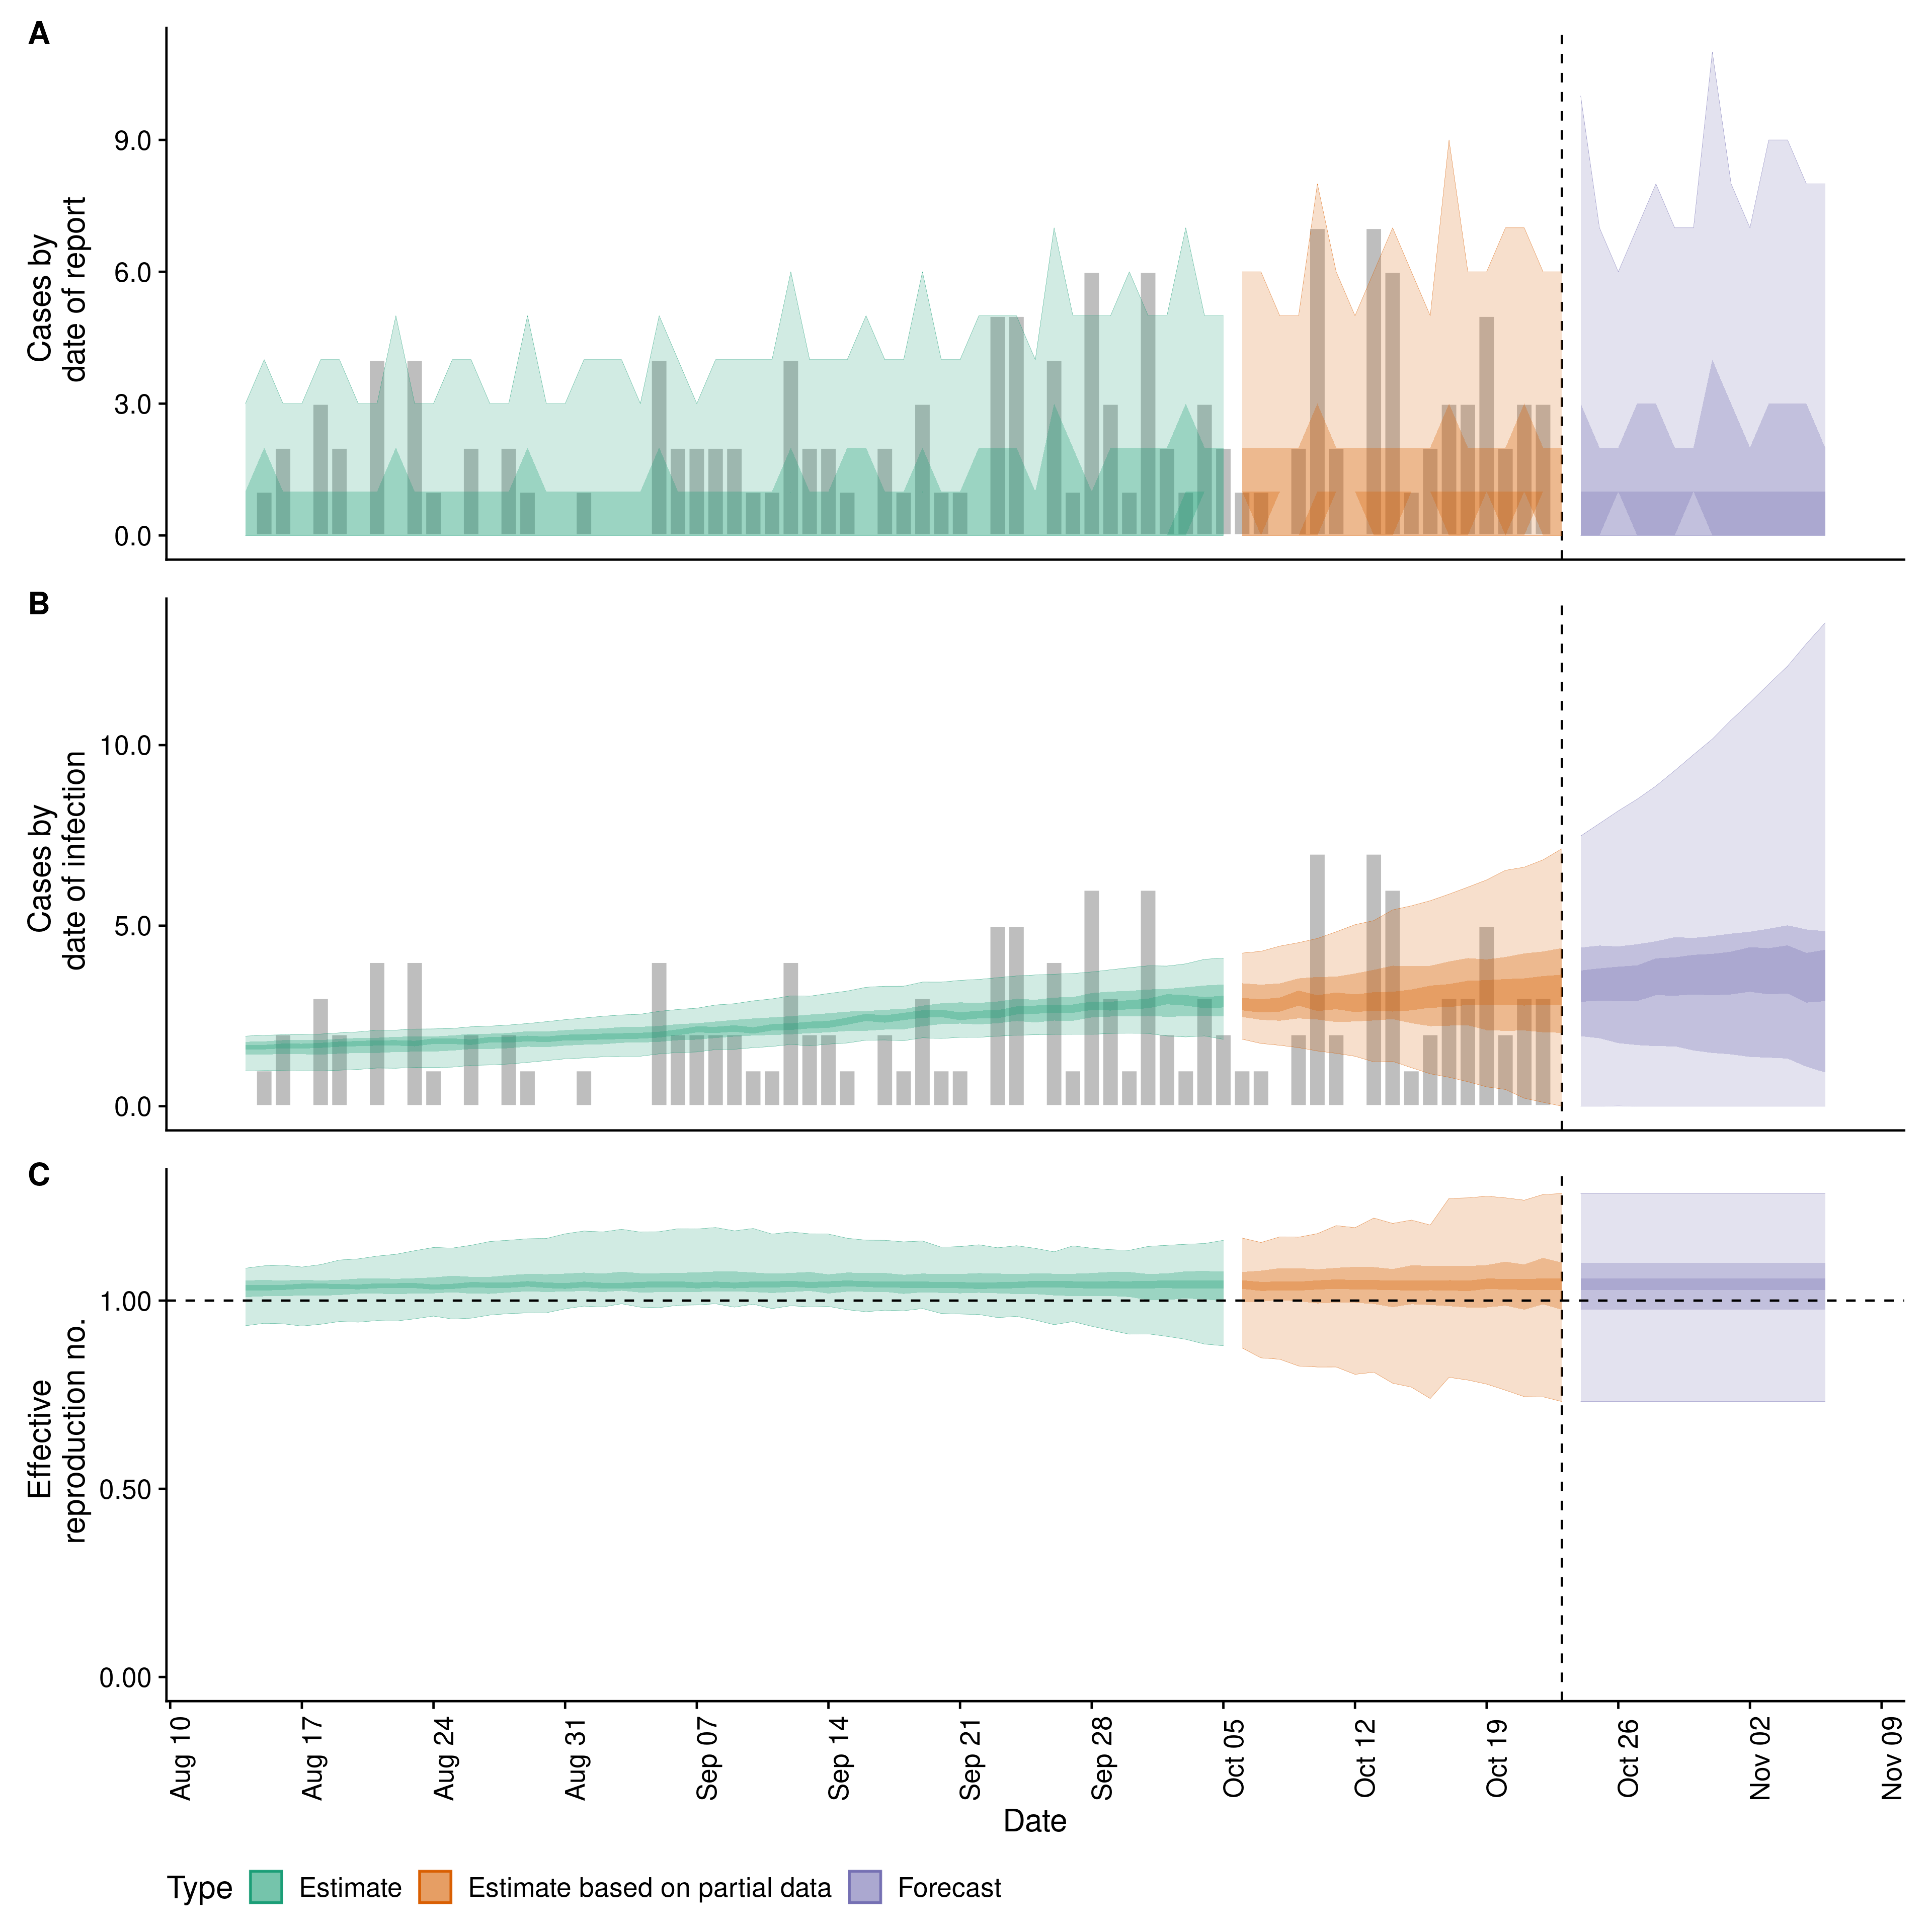 A
Cases by
date of report
9.0
6.0
3.0
0.0
B
Cases by
date of infection
10.0
5.0
0.0
C
Effective
reproduction no.
1.00
0.50
0.00
Aug 10
Aug 17
Aug 24
Aug 31
Sep 07
Sep 14
Sep 21
Sep 28
Oct 05
Oct 12
Oct 19
Oct 26
Nov 02
Nov 09
Date
Type Estimate Estimate based on partial data Forecast